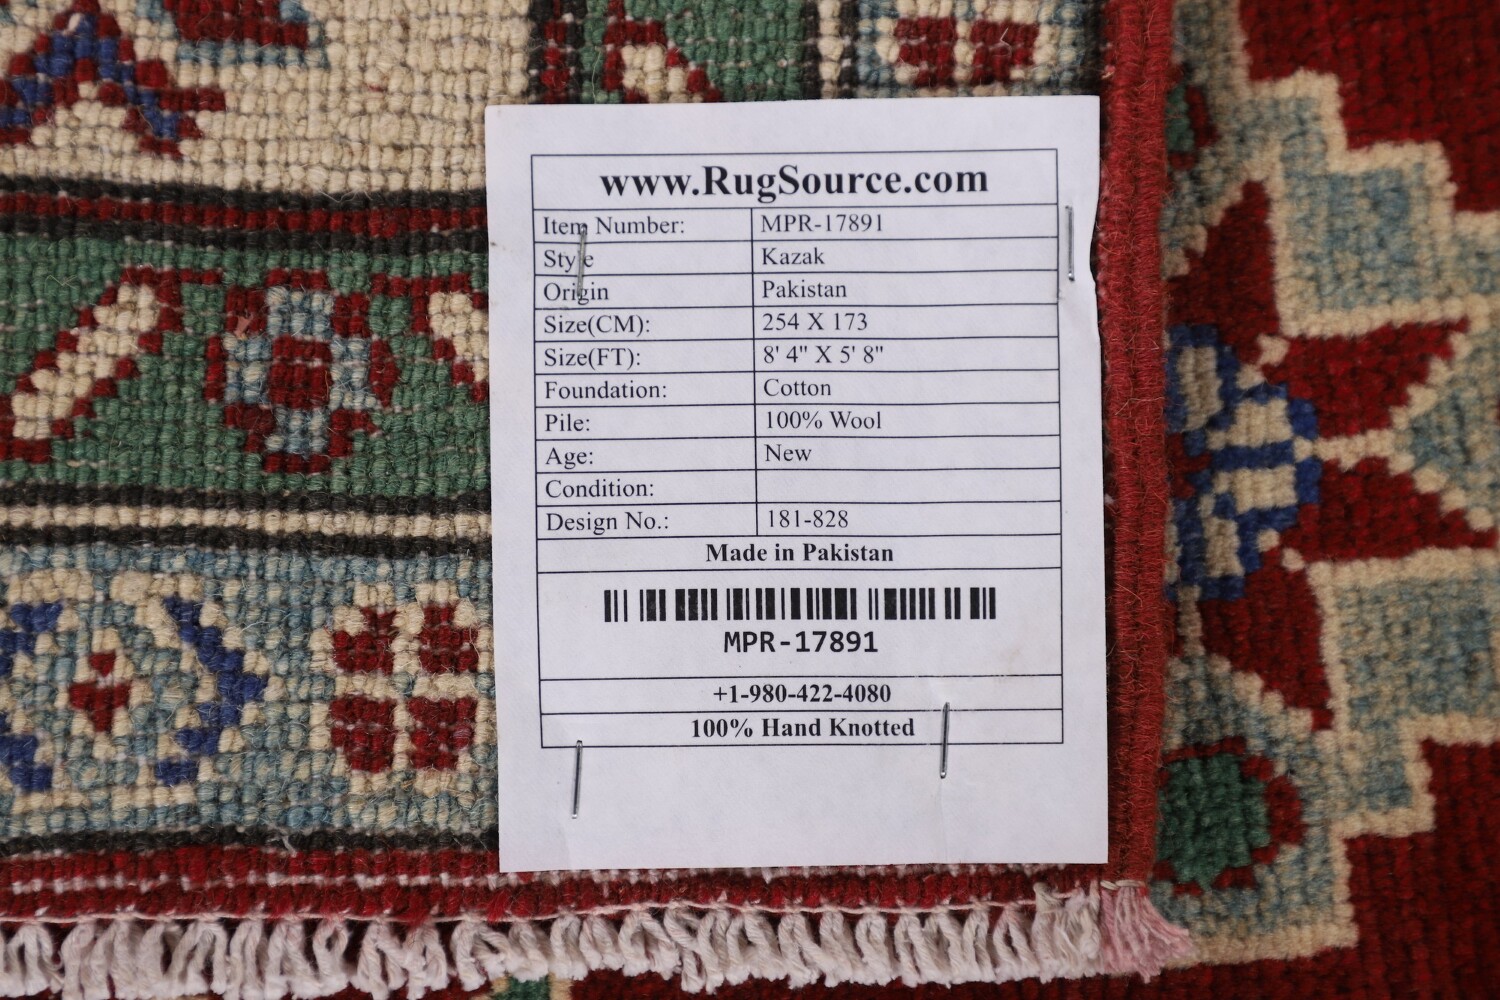 www.RugSource.com
Item Number: MPR-17891
Style Kazak
Origin Pakistan
Size(CM): 254 X 173
Size(FT): 8' 4" X 5' 8"
Foundation: Cotton
Pile: 100% Wool
Age: New
Condition:
Design No.: 181-828
Made in Pakistan
MPR-17891
+1-980-422-4080
100% Hand Knotted